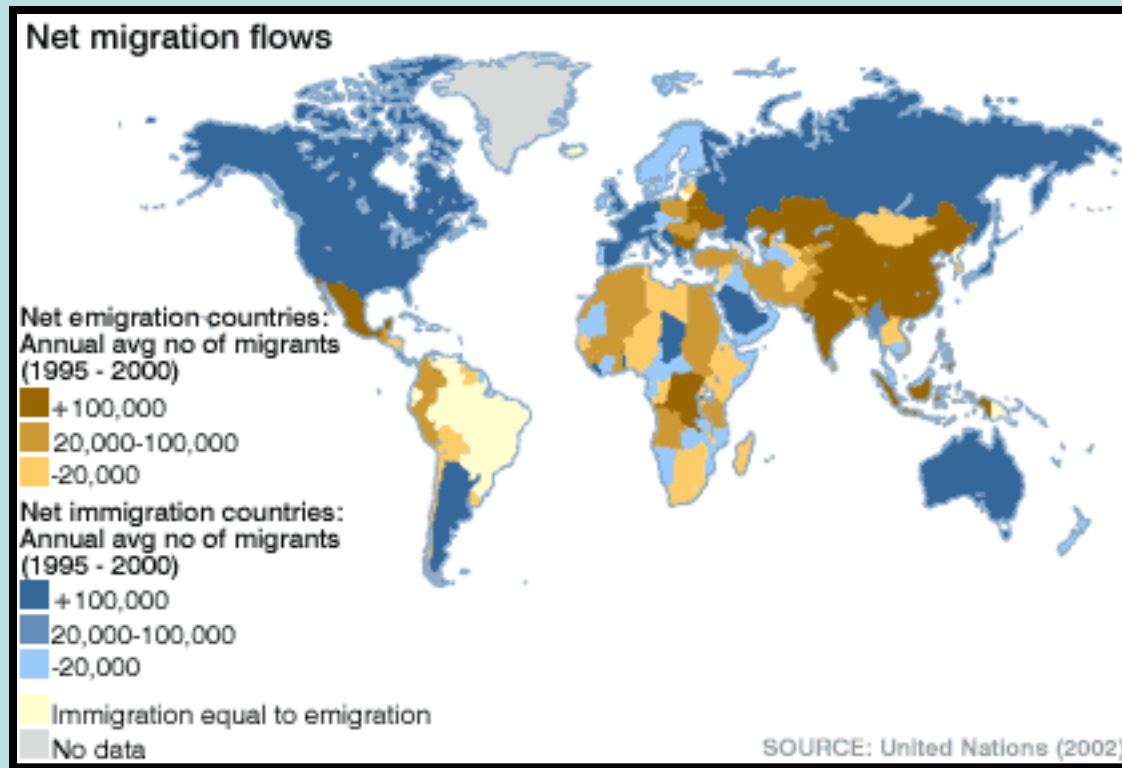 Net migration flows
Net emigration countries:
Annual avg no of migrants
(1995 - 2000)
+100,000
20,000-100,000
-20,000
Net immigration countries:
Annual avg no of migrants
(1995 - 2000)
+100,000
20,000-100,000
-20,000
Immigration equal to emigration
No data
SOURCE: United Nations (2002)